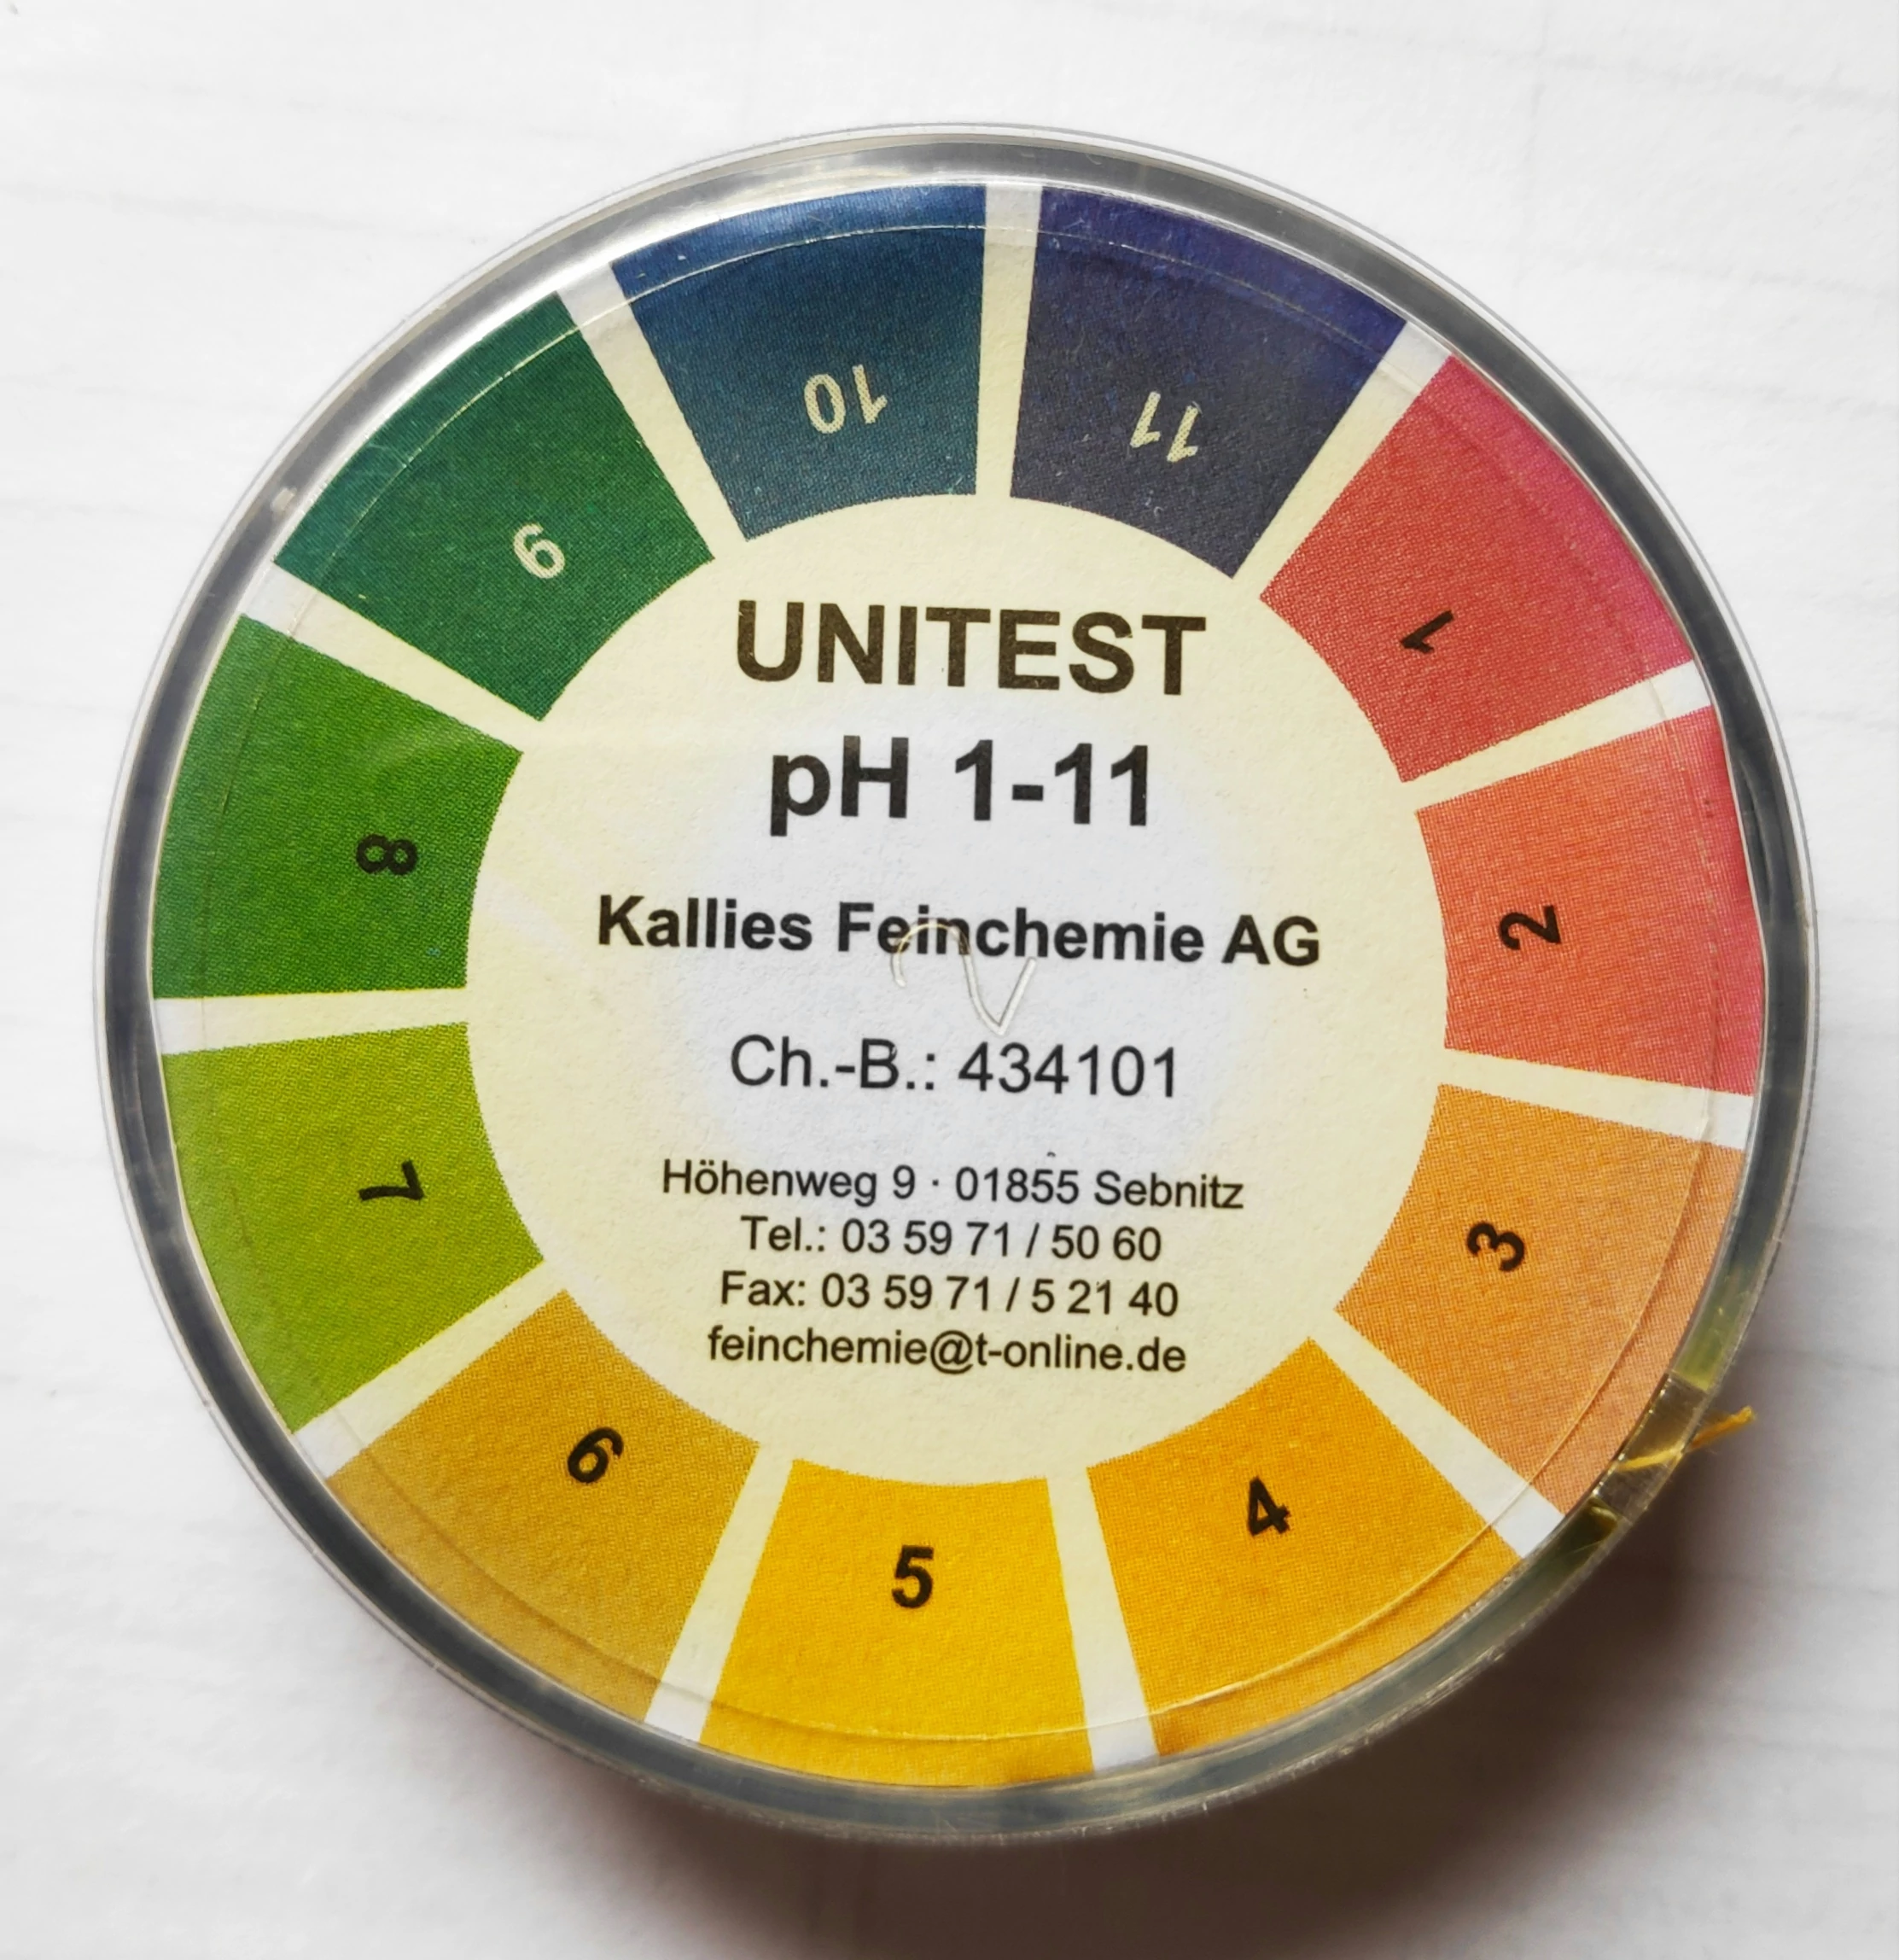 UNITEST
pH 1-11
Kallies Feinchemie AG
Ch.-B.: 434101
Höhenweg 9 · 01855 Sebnitz
Tel.: 03 59 71 / 50 60
Fax: 03 59 71 / 5 21 40
feinchemie@t-online.de
1
2
3
4
5
6
7
8
9
10
11